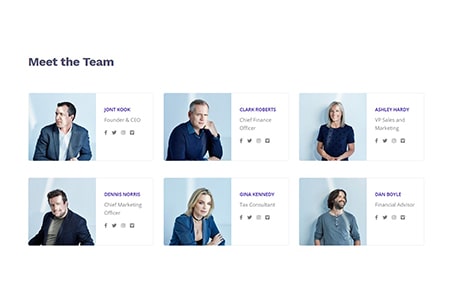 Meet the Team
JONT KOOK
Founder & CEO
CLARK ROBERTS
Chief Finance
Officer
ASHLEY HARDY
VP Sales and
Marketing
DENNIS NORRIS
Chief Marketing
Officer
GINA KENNEDY
Tax Consultant
DAN BOYLE
Financial Advisor